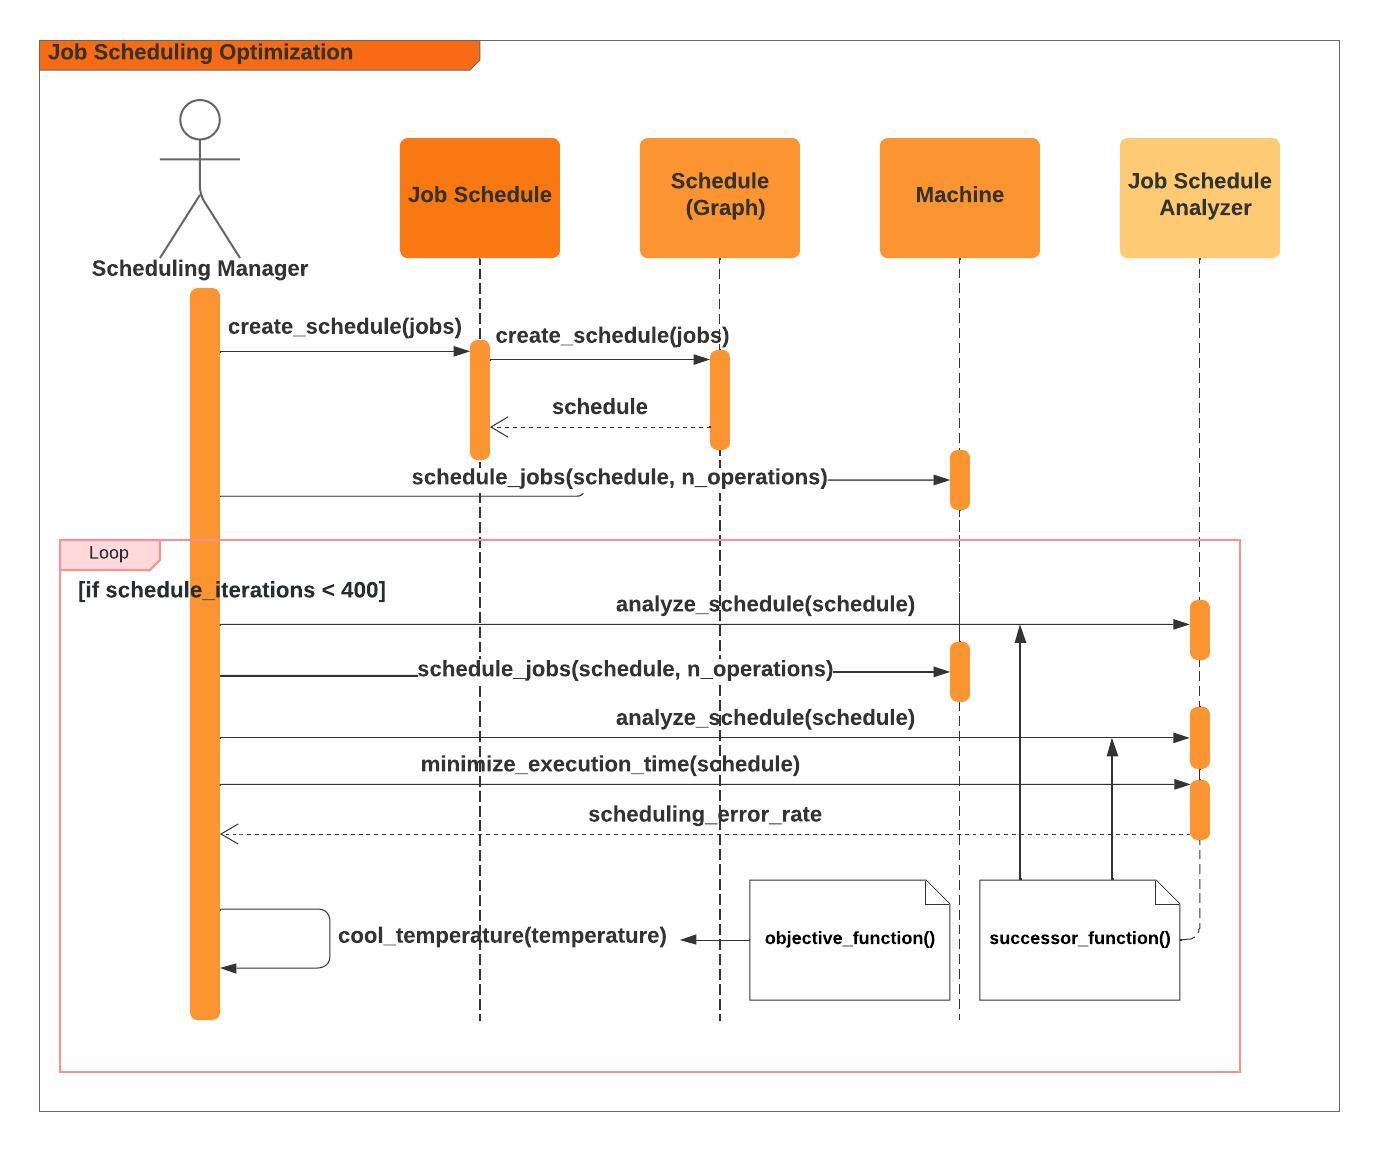 Job Scheduling Optimization
Job Schedule
Schedule
(Graph)
Machine
Job Schedule
Analyzer
Scheduling Manager
create_schedule(jobs)
create_schedule(jobs)
schedule
schedule_jobs(schedule, n_operations)
Loop
[if schedule_iterations < 400]
analyze_schedule(schedule)
schedule_jobs(schedule, n_operations)
analyze_schedule(schedule)
minimize_execution_time(schedule)
scheduling_error_rate
cool_temperature(temperature)
objective_function()
successor_function()